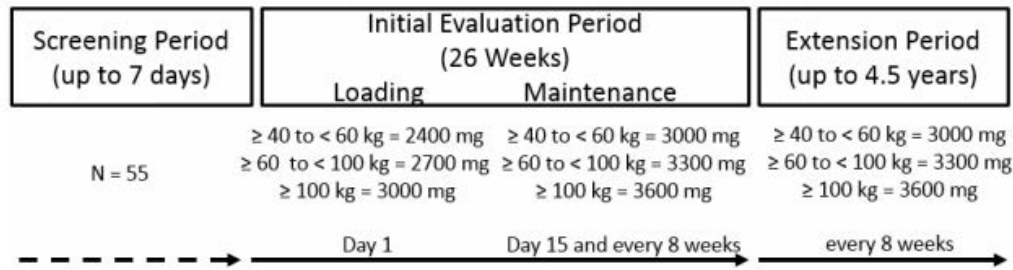 Screening Period
(up to 7 days)
Initial Evaluation Period
(26 Weeks)
Loading Maintenance
Extension Period
(up to 4.5 years)
N = 55
≥ 40 to < 60 kg = 2400 mg
≥ 60 to < 100 kg = 2700 mg
≥ 100 kg = 3000 mg
Day 1
≥ 40 to < 60 kg = 3000 mg
≥ 60 to < 100 kg = 3300 mg
≥ 100 kg = 3600 mg
Day 15 and every 8 weeks
≥ 40 to < 60 kg = 3000 mg
≥ 60 to < 100 kg = 3300 mg
≥ 100 kg = 3600 mg
every 8 weeks